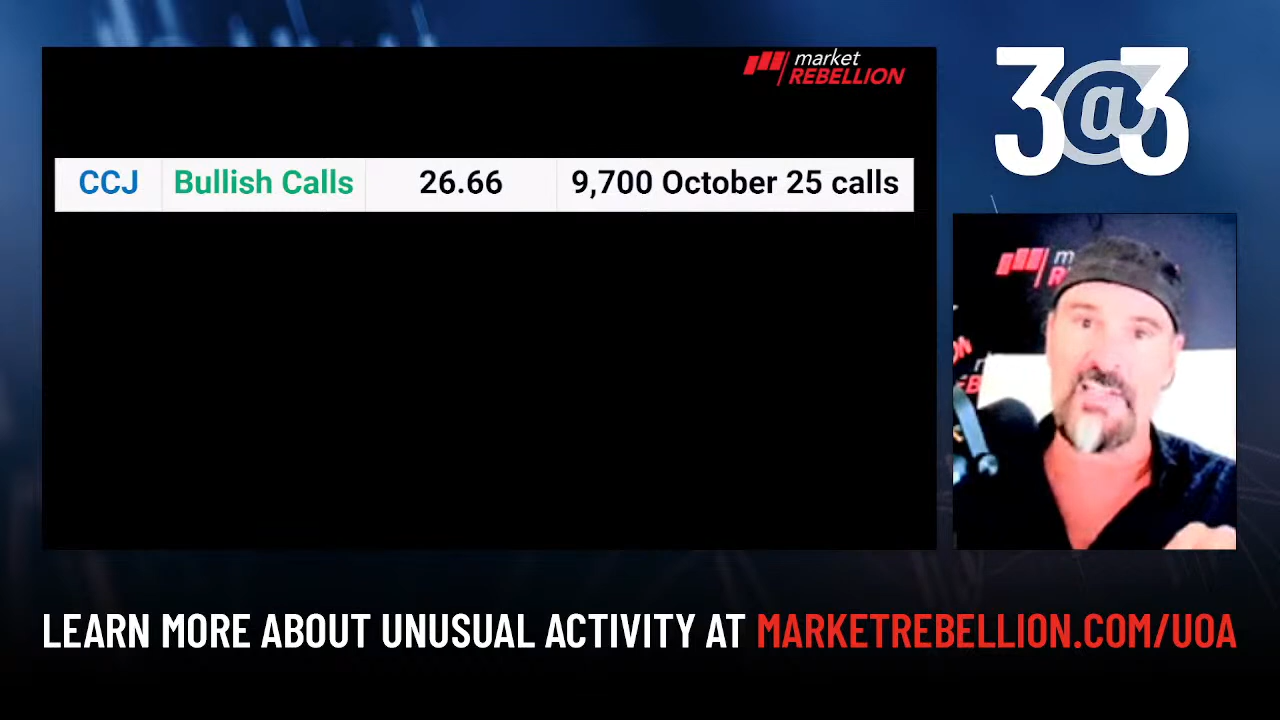 market
REBELLION
3@3
CCJ Bullish Calls 26.66 9,700 October 25 calls
LEARN MORE ABOUT UNUSUAL ACTIVITY AT MARKETREBELLION.COM/UOA